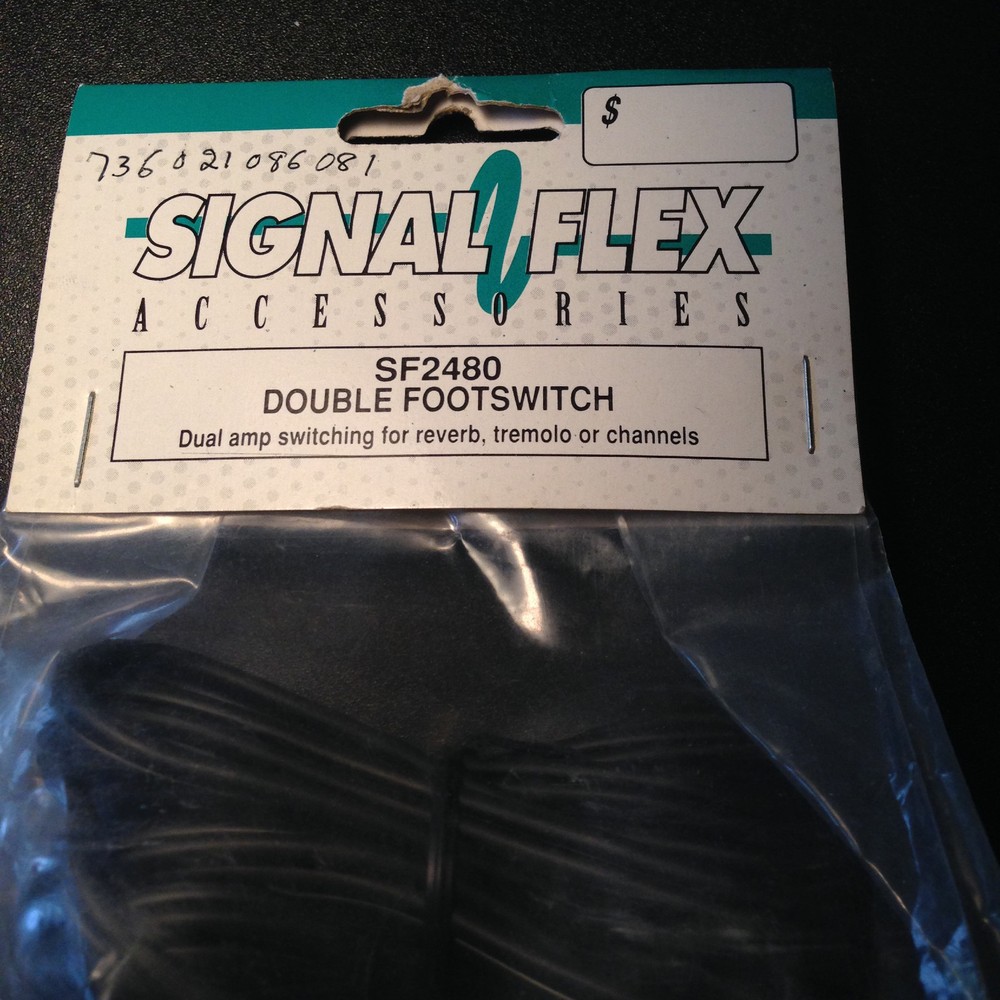 $
736021086081
SIGNAL FLEX
ACCESSORIES
SF2480
DOUBLE FOOTSWITCH
Dual amp switching for reverb, tremolo or channels